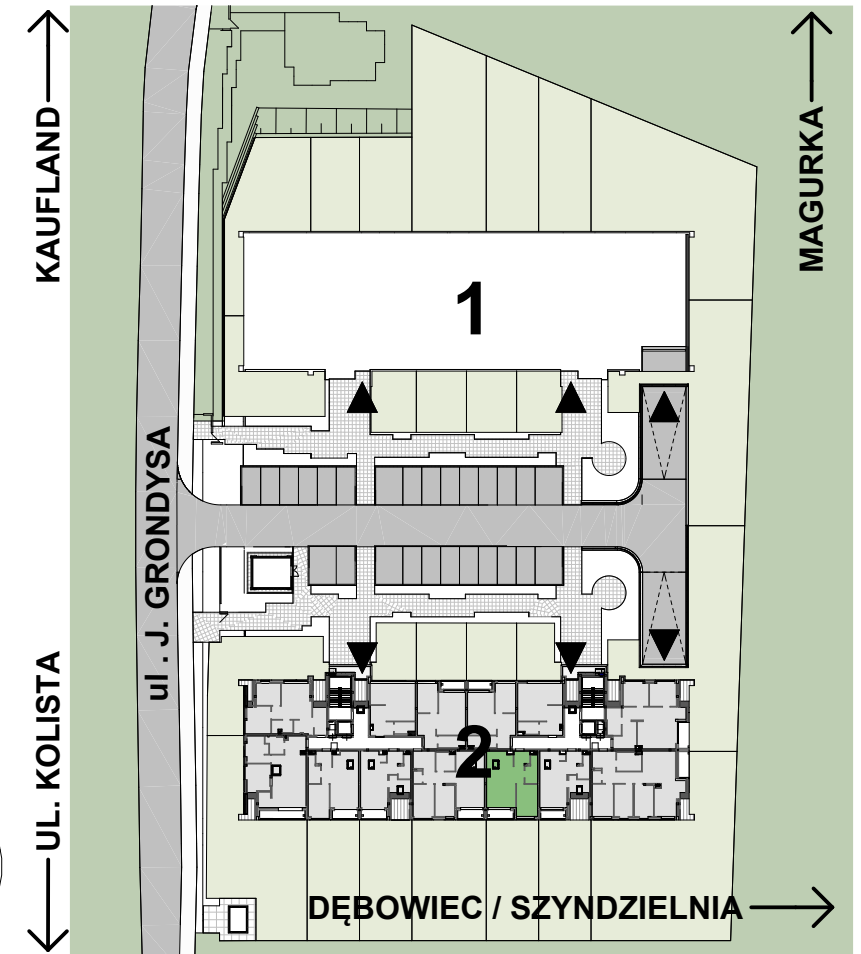 KAUFLAND
MAGURKA
1
ul . J. GRONDYSA
UL. KOLISTA
2
DĘBOWIEC / SZYNDZIELNIA